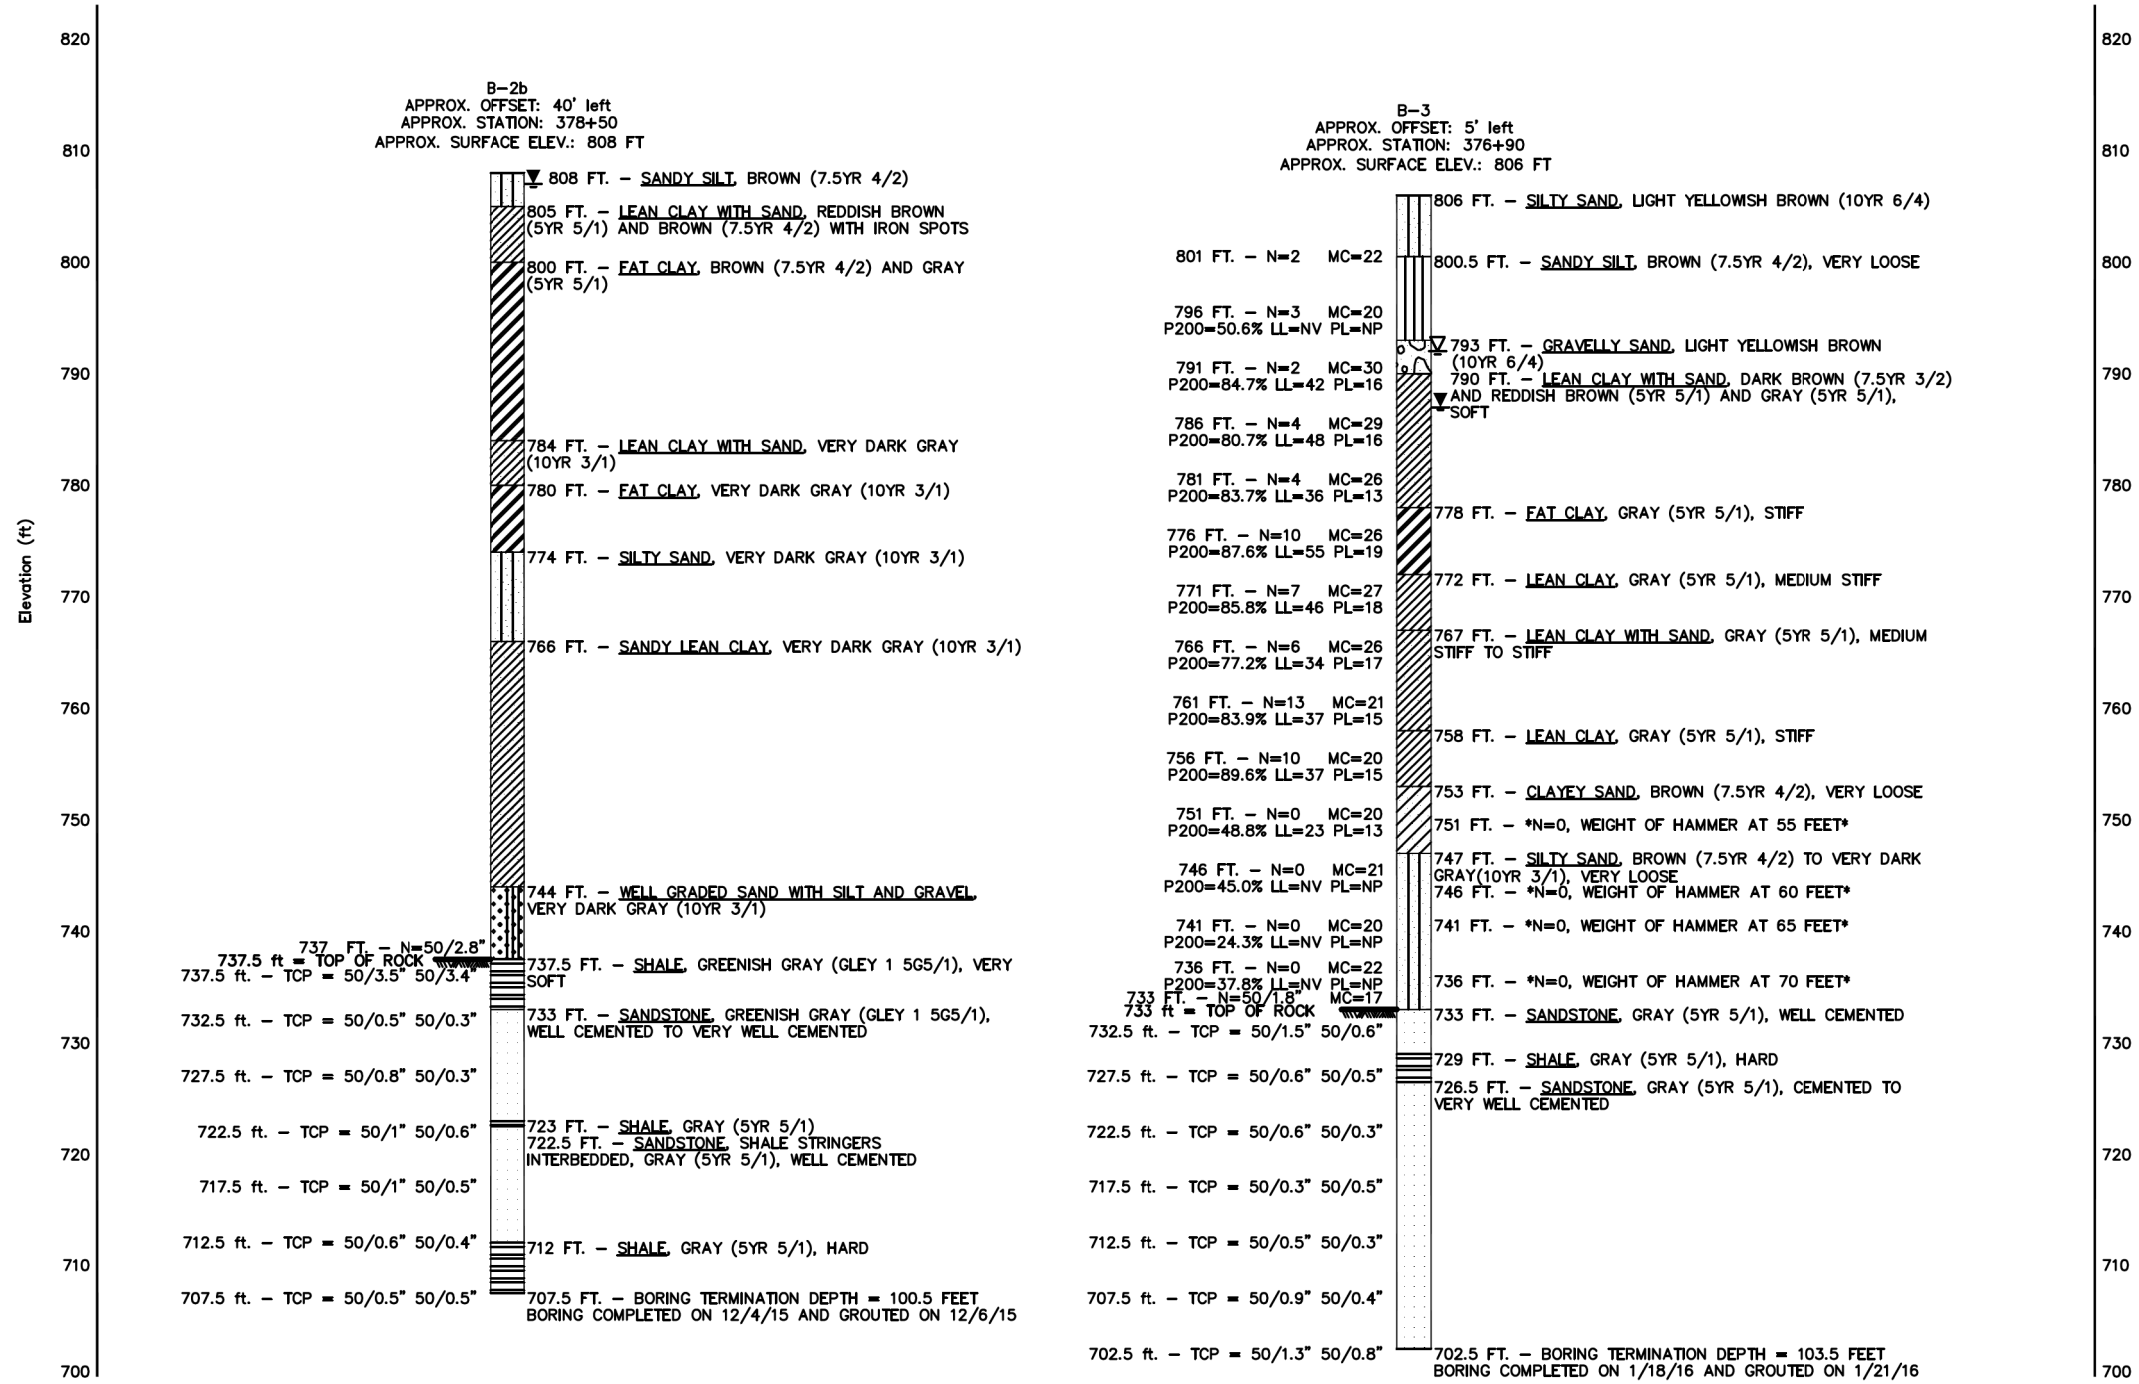 820
810
800
790
780
770
760
750
740
730
720
710
700
Elevation (ft)
B-2b
APPROX. OFFSET: 40' left
APPROX. STATION: 378+50
APPROX. SURFACE ELEV.: 808 FT
808 FT. - SANDY SILT, BROWN (7.5YR 4/2)
805 FT. - LEAN CLAY WITH SAND, REDDISH BROWN
(5YR 5/1) AND BROWN (7.5YR 4/2) WITH IRON SPOTS
800 FT. - FAT CLAY, BROWN (7.5YR 4/2) AND GRAY
(5YR 5/1)
784 FT. - LEAN CLAY WITH SAND, VERY DARK GRAY
(10YR 3/1)
780 FT. - FAT CLAY, VERY DARK GRAY (10YR 3/1)
774 FT. - SILTY SAND, VERY DARK GRAY (10YR 3/1)
766 FT. - SANDY LEAN CLAY, VERY DARK GRAY (10YR 3/1)
744 FT. - WELL GRADED SAND WITH SILT AND GRAVEL,
VERY DARK GRAY (10YR 3/1)
737 FT. - N=50/2.8"
737.5 ft = TOP OF ROCK
737.5 ft. - TCP = 50/3.5" 50/3.4"
737.5 FT. - SHALE, GREENISH GRAY (GLEY 1 5G5/1), VERY
SOFT
732.5 ft. - TCP = 50/0.5" 50/0.3"
733 FT. - SANDSTONE, GREENISH GRAY (GLEY 1 5G5/1),
WELL CEMENTED TO VERY WELL CEMENTED
727.5 ft. - TCP = 50/0.8" 50/0.3"
722.5 ft. - TCP = 50/1" 50/0.6"
723 FT. - SHALE, GRAY (5YR 5/1)
722.5 FT. - SANDSTONE, SHALE STRINGERS
INTERBEDDED, GRAY (5YR 5/1), WELL CEMENTED
717.5 ft. - TCP = 50/1" 50/0.5"
712.5 ft. - TCP = 50/0.6" 50/0.4"
712 FT. - SHALE, GRAY (5YR 5/1), HARD
707.5 ft. - TCP = 50/0.5" 50/0.5"
707.5 FT. - BORING TERMINATION DEPTH = 100.5 FEET
BORING COMPLETED ON 12/4/15 AND GROUTED ON 12/6/15
B-3
APPROX. OFFSET: 5' left
APPROX. STATION: 376+90
APPROX. SURFACE ELEV.: 806 FT
801 FT. - N=2 MC=22
796 FT. - N=3 MC=20
P200=50.6% LL=NV PL=NP
791 FT. - N=2 MC=30
P200=84.7% LL=42 PL=16
786 FT. - N=4 MC=29
P200=80.7% LL=48 PL=16
781 FT. - N=4 MC=26
P200=83.7% LL=36 PL=13
776 FT. - N=10 MC=26
P200=87.6% LL=55 PL=19
771 FT. - N=7 MC=27
P200=85.8% LL=46 PL=18
766 FT. - N=6 MC=26
P200=77.2% LL=34 PL=17
761 FT. - N=13 MC=21
P200=83.9% LL=37 PL=15
756 FT. - N=10 MC=20
P200=89.6% LL=37 PL=15
751 FT. - N=0 MC=20
P200=48.8% LL=23 PL=13
746 FT. - N=0 MC=21
P200=45.0% LL=NV PL=NP
741 FT. - N=0 MC=20
P200=24.3% LL=NV PL=NP
736 FT. - N=0 MC=22
P200=37.8% LL=NV PL=NP
733 FT. - N=50/1.8" MC=17
733 ft = TOP OF ROCK
732.5 ft. - TCP = 50/1.5" 50/0.6"
727.5 ft. - TCP = 50/0.6" 50/0.5"
722.5 ft. - TCP = 50/0.6" 50/0.3"
717.5 ft. - TCP = 50/0.3" 50/0.5"
712.5 ft. - TCP = 50/0.5" 50/0.3"
707.5 ft. - TCP = 50/0.9" 50/0.4"
702.5 ft. - TCP = 50/1.3" 50/0.8"
806 FT. - SILTY SAND, LIGHT YELLOWISH BROWN (10YR 6/4)
800.5 FT. - SANDY SILT, BROWN (7.5YR 4/2), VERY LOOSE
793 FT. - GRAVELLY SAND, LIGHT YELLOWISH BROWN
(10YR 6/4)
790 FT. - LEAN CLAY WITH SAND, DARK BROWN (7.5YR 3/2)
AND REDDISH BROWN (5YR 5/1) AND GRAY (5YR 5/1),
SOFT
778 FT. - FAT CLAY, GRAY (5YR 5/1), STIFF
772 FT. - LEAN CLAY, GRAY (5YR 5/1), MEDIUM STIFF
767 FT. - LEAN CLAY WITH SAND, GRAY (5YR 5/1), MEDIUM
STIFF TO STIFF
758 FT. - LEAN CLAY, GRAY (5YR 5/1), STIFF
753 FT. - CLAYEY SAND, BROWN (7.5YR 4/2), VERY LOOSE
751 FT. - *N=0, WEIGHT OF HAMMER AT 55 FEET*
747 FT. - SILTY SAND, BROWN (7.5YR 4/2) TO VERY DARK
GRAY(10YR 3/1), VERY LOOSE
746 FT. - *N=0, WEIGHT OF HAMMER AT 60 FEET*
741 FT. - *N=0, WEIGHT OF HAMMER AT 65 FEET*
736 FT. - *N=0, WEIGHT OF HAMMER AT 70 FEET*
733 FT. - SANDSTONE, GRAY (5YR 5/1), WELL CEMENTED
729 FT. - SHALE, GRAY (5YR 5/1), HARD
726.5 FT. - SANDSTONE, GRAY (5YR 5/1), CEMENTED TO
VERY WELL CEMENTED
702.5 FT. - BORING TERMINATION DEPTH = 103.5 FEET
BORING COMPLETED ON 1/18/16 AND GROUTED ON 1/21/16
820
810
800
790
780
770
760
750
740
730
720
710
700